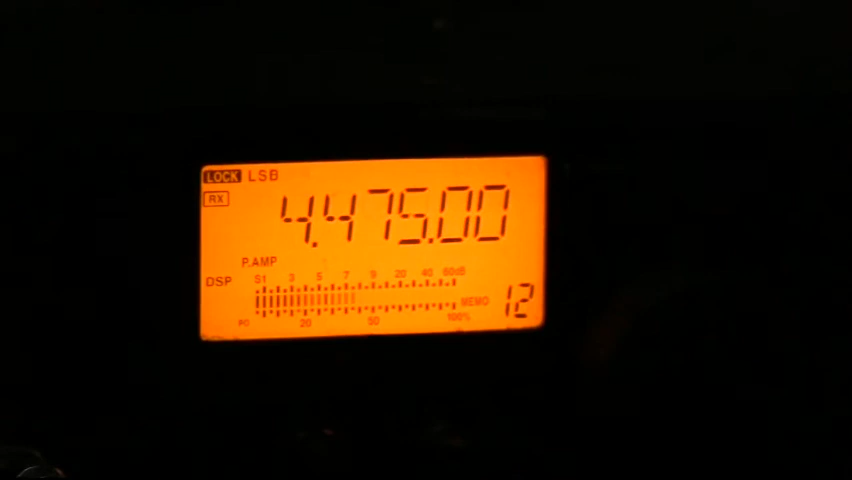 LOCK LSB
RX
4.475.00
P.AMP
DSP S1 3 5 7 9 20 40 60dB
MEMO 12
PO 20 50 100%